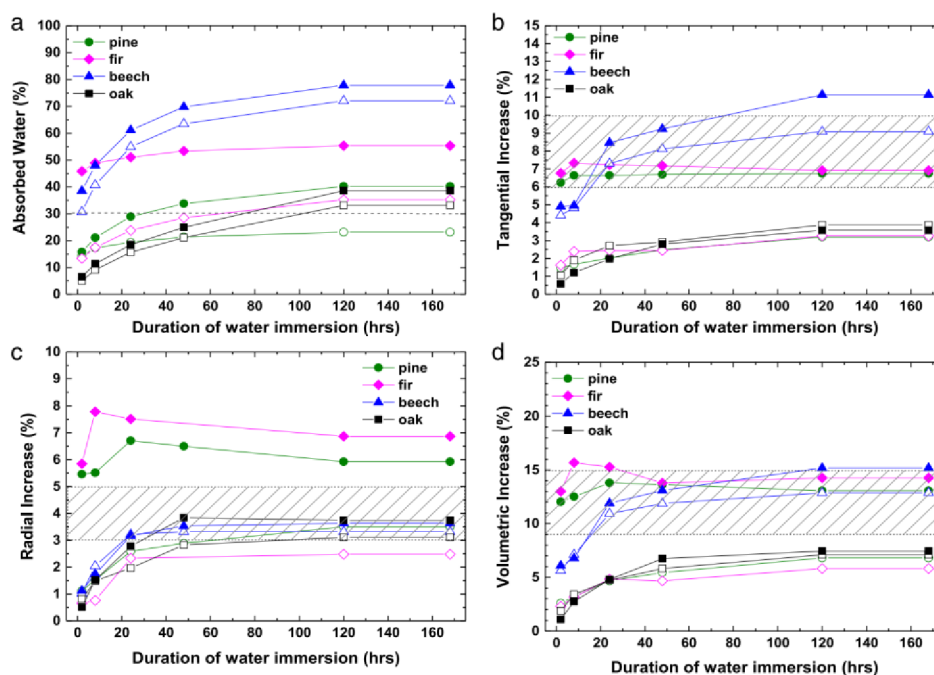 a
pine
fir
beech
oak
100
90
80
70
60
50
40
30
20
10
0
Absorbed Water (%)
0 20 40 60 80 100 120 140 160
Duration of water immersion (hrs)
b
pine
fir
beech
oak
15
14
13
12
11
10
9
8
7
6
5
4
3
2
1
0
Tangential Increase (%)
0 20 40 60 80 100 120 140 160
Duration of water immersion (hrs)
c
pine
fir
beech
oak
10
9
8
7
6
5
4
3
2
1
0
Radial Increase (%)
0 20 40 60 80 100 120 140 160
Duration of water immersion (hrs)
d
pine
fir
beech
oak
25
20
15
10
5
0
Volumetric Increase (%)
0 20 40 60 80 100 120 140 160
Duration of water immersion (hrs)